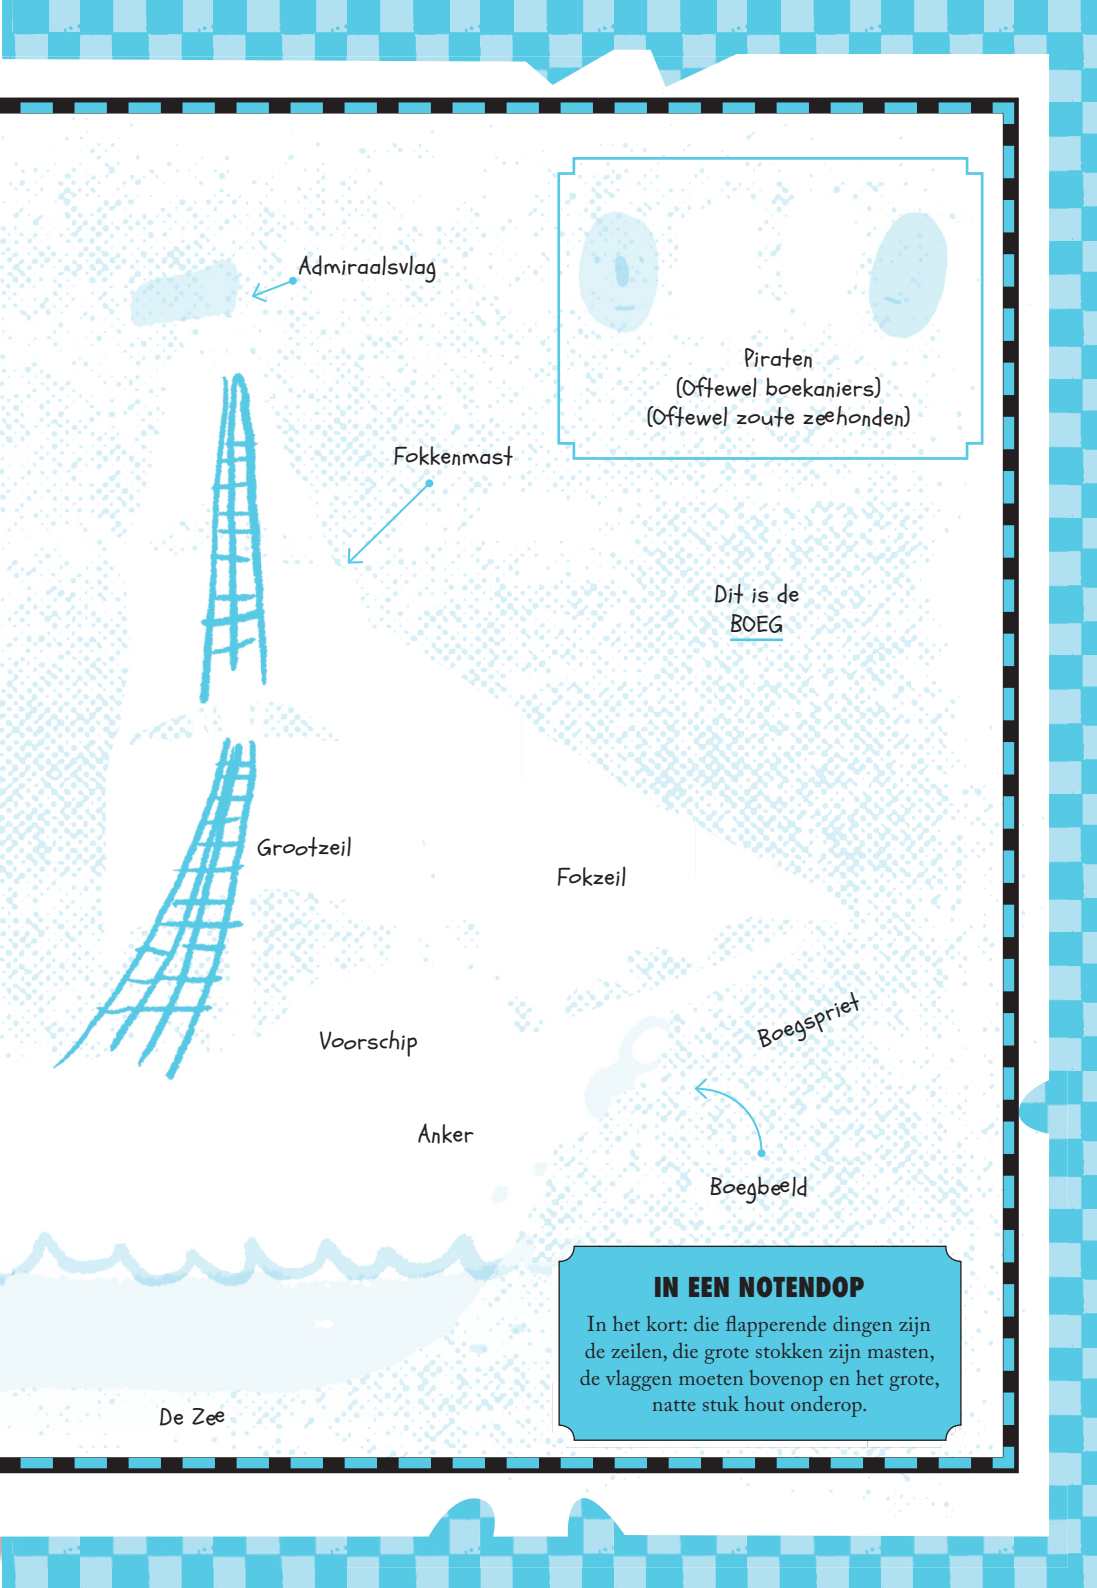 Admiraalsvlag
Piraten
(Oftewel boekaniers)
(Oftewel zoute zeehonden)
Fokkenmast
Dit is de
BOEG
Grootzeil
Fokzeil
Boegspriet
Voorschip
Anker
Boegbeeld
IN EEN NOTENDOP
In het kort: die flapperende dingen zijn
de zeilen, die grote stokken zijn masten,
de vlaggen moeten bovenop en het grote,
natte stuk hout onderop.
De Zee